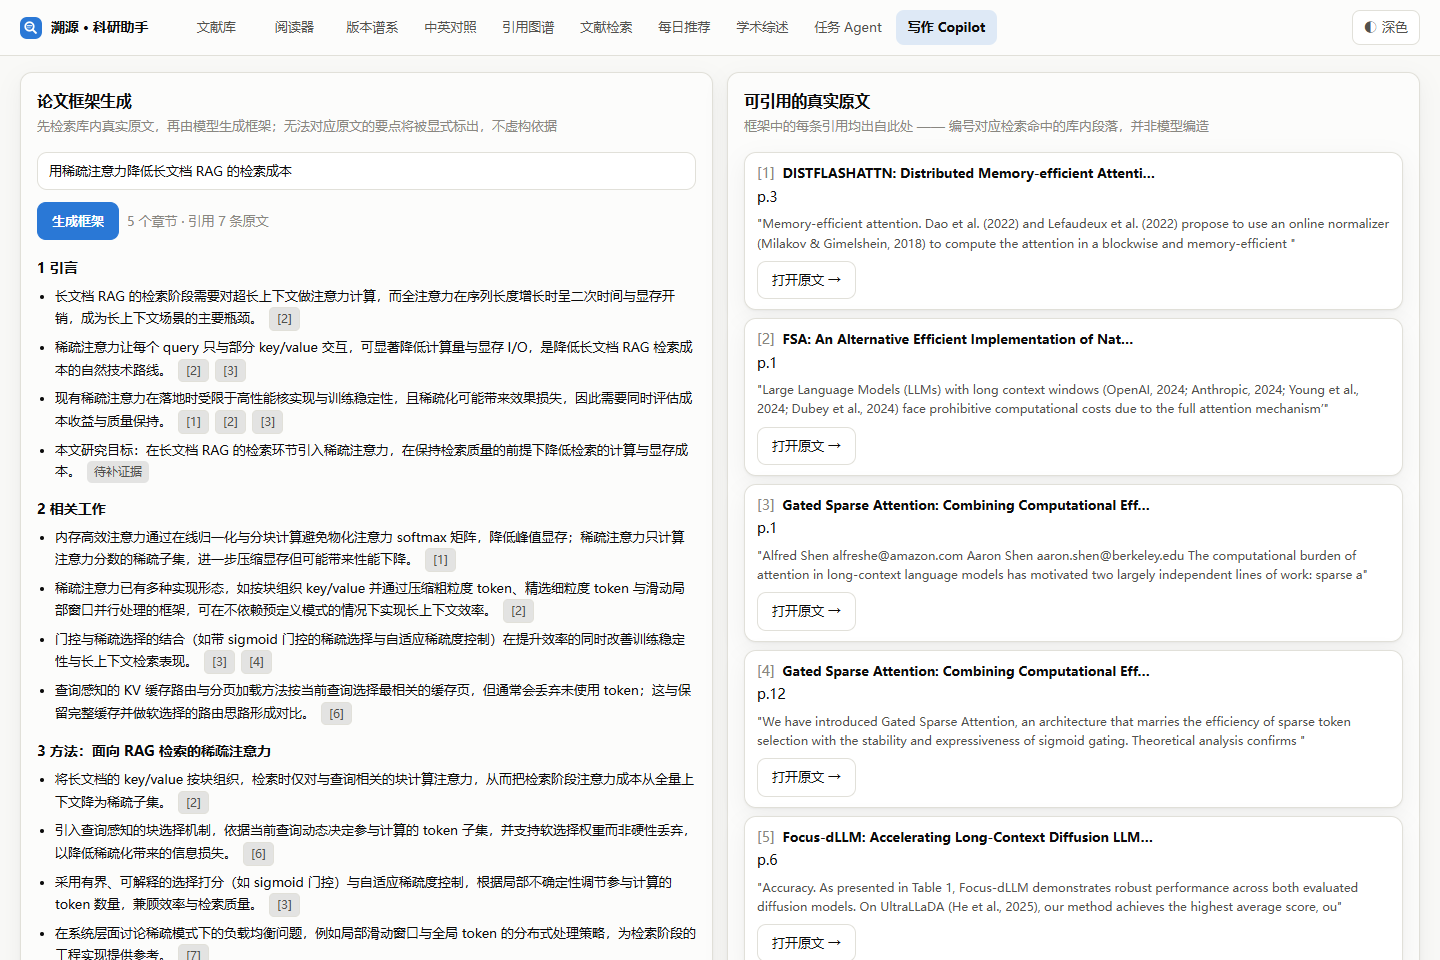 溯源 • 科研助手
文献库
阅读器
版本谱系
中英对照
引用图谱
文献检索
每日推荐
学术综述
任务 Agent
写作 Copilot
深色
论文框架生成
先检索库内真实原文，再由模型生成框架；无法对应原文的要点将被显式标出，不虚构依据
用稀疏注意力降低长文档 RAG 的检索成本
生成框架
5 个章节 · 引用 7 条原文
1 引言
• 长文档 RAG 的检索阶段需要对超长上下文做注意力计算，而全注意力在序列长度增长时呈二次时间与显存开
销，成为长上下文场景的主要瓶颈。 [2]
• 稀疏注意力让每个 query 只与部分 key/value 交互，可显著降低计算量与显存 I/O，是降低长文档 RAG 检索成
本的自然技术路线。 [2] [3]
• 现有稀疏注意力在落地时受限于高性能核实现与训练稳定性，且稀疏化可能带来效果损失，因此需要同时评估成
本收益与质量保持。 [1] [2] [3]
• 本文研究目标：在长文档 RAG 的检索环节引入稀疏注意力，在保持检索质量的前提下降低检索的计算与显存成
本。 待补证据
2 相关工作
• 内存高效注意力通过在线归一化与分块计算避免物化注意力 softmax 矩阵，降低峰值显存；稀疏注意力只计算
注意力分数的稀疏子集，进一步压缩显存但可能带来性能下降。 [1]
• 稀疏注意力已有多种实现形态，如按块组织 key/value 并通过压缩粗粒度 token、精选细粒度 token 与滑动局
部窗口并行处理的框架，可在不依赖预定义模式的情况下实现长上下文效率。 [2]
• 门控与稀疏选择的结合（如带 sigmoid 门控的稀疏选择与自适应稀疏度控制）在提升效率的同时改善训练稳定
性与长上下文检索表现。 [3] [4]
• 查询感知的 KV 缓存路由与分页加载方法按当前查询选择最相关的缓存页，但通常会丢弃未使用 token；这与保
留完整缓存并做软选择的路由思路形成对比。 [6]
3 方法：面向 RAG 检索的稀疏注意力
• 将长文档的 key/value 按块组织，检索时仅对与查询相关的块计算注意力，从而把检索阶段注意力成本从全量上
下文降为稀疏子集。 [2]
• 引入查询感知的块选择机制，依据当前查询动态决定参与计算的 token 子集，并支持软选择权重而非硬性丢弃，
以降低稀疏化带来的信息损失。 [6]
• 采用有界、可解释的选择打分（如 sigmoid 门控）与自适应稀疏度控制，根据局部不确定性调节参与计算的
token 数量，兼顾效率与检索质量。 [3]
• 在系统层面讨论稀疏模式下的负载均衡问题，例如局部滑动窗口与全局 token 的分布式处理策略，为检索阶段的
工程实现提供参考。 [7]
可引用的真实原文
框架中的每条引用均出自此处 —— 编号对应检索命中的库内段落，并非模型编造
[1] DISTFLASHATTN: Distributed Memory-efficient Attenti...
p.3
"Memory-efficient attention. Dao et al. (2022) and Lefaudeux et al. (2022) propose to use an online normalizer
(Milakov & Gimelshein, 2018) to compute the attention in a blockwise and memory-efficient "
打开原文 →
[2] FSA: An Alternative Efficient Implementation of Nat...
p.1
"Large Language Models (LLMs) with long context windows (OpenAI, 2024; Anthropic, 2024; Young et al.,
2024; Dubey et al., 2024) face prohibitive computational costs due to the full attention mechanism'"
打开原文 →
[3] Gated Sparse Attention: Combining Computational Eff...
p.1
"Alfred Shen alfreshe@amazon.com Aaron Shen aaron.shen@berkeley.edu The computational burden of
attention in long-context language models has motivated two largely independent lines of work: sparse a"
打开原文 →
[4] Gated Sparse Attention: Combining Computational Eff...
p.12
"We have introduced Gated Sparse Attention, an architecture that marries the efficiency of sparse token
selection with the stability and expressiveness of sigmoid gating. Theoretical analysis confirms "
打开原文 →
[5] Focus-dLLM: Accelerating Long-Context Diffusion LLM...
p.6
"Accuracy. As presented in Table 1, Focus-dLLM demonstrates robust performance across both evaluated
diffusion models. On UltraLLaDA (He et al., 2025), our method achieves the highest average score, ou"
打开原文 →